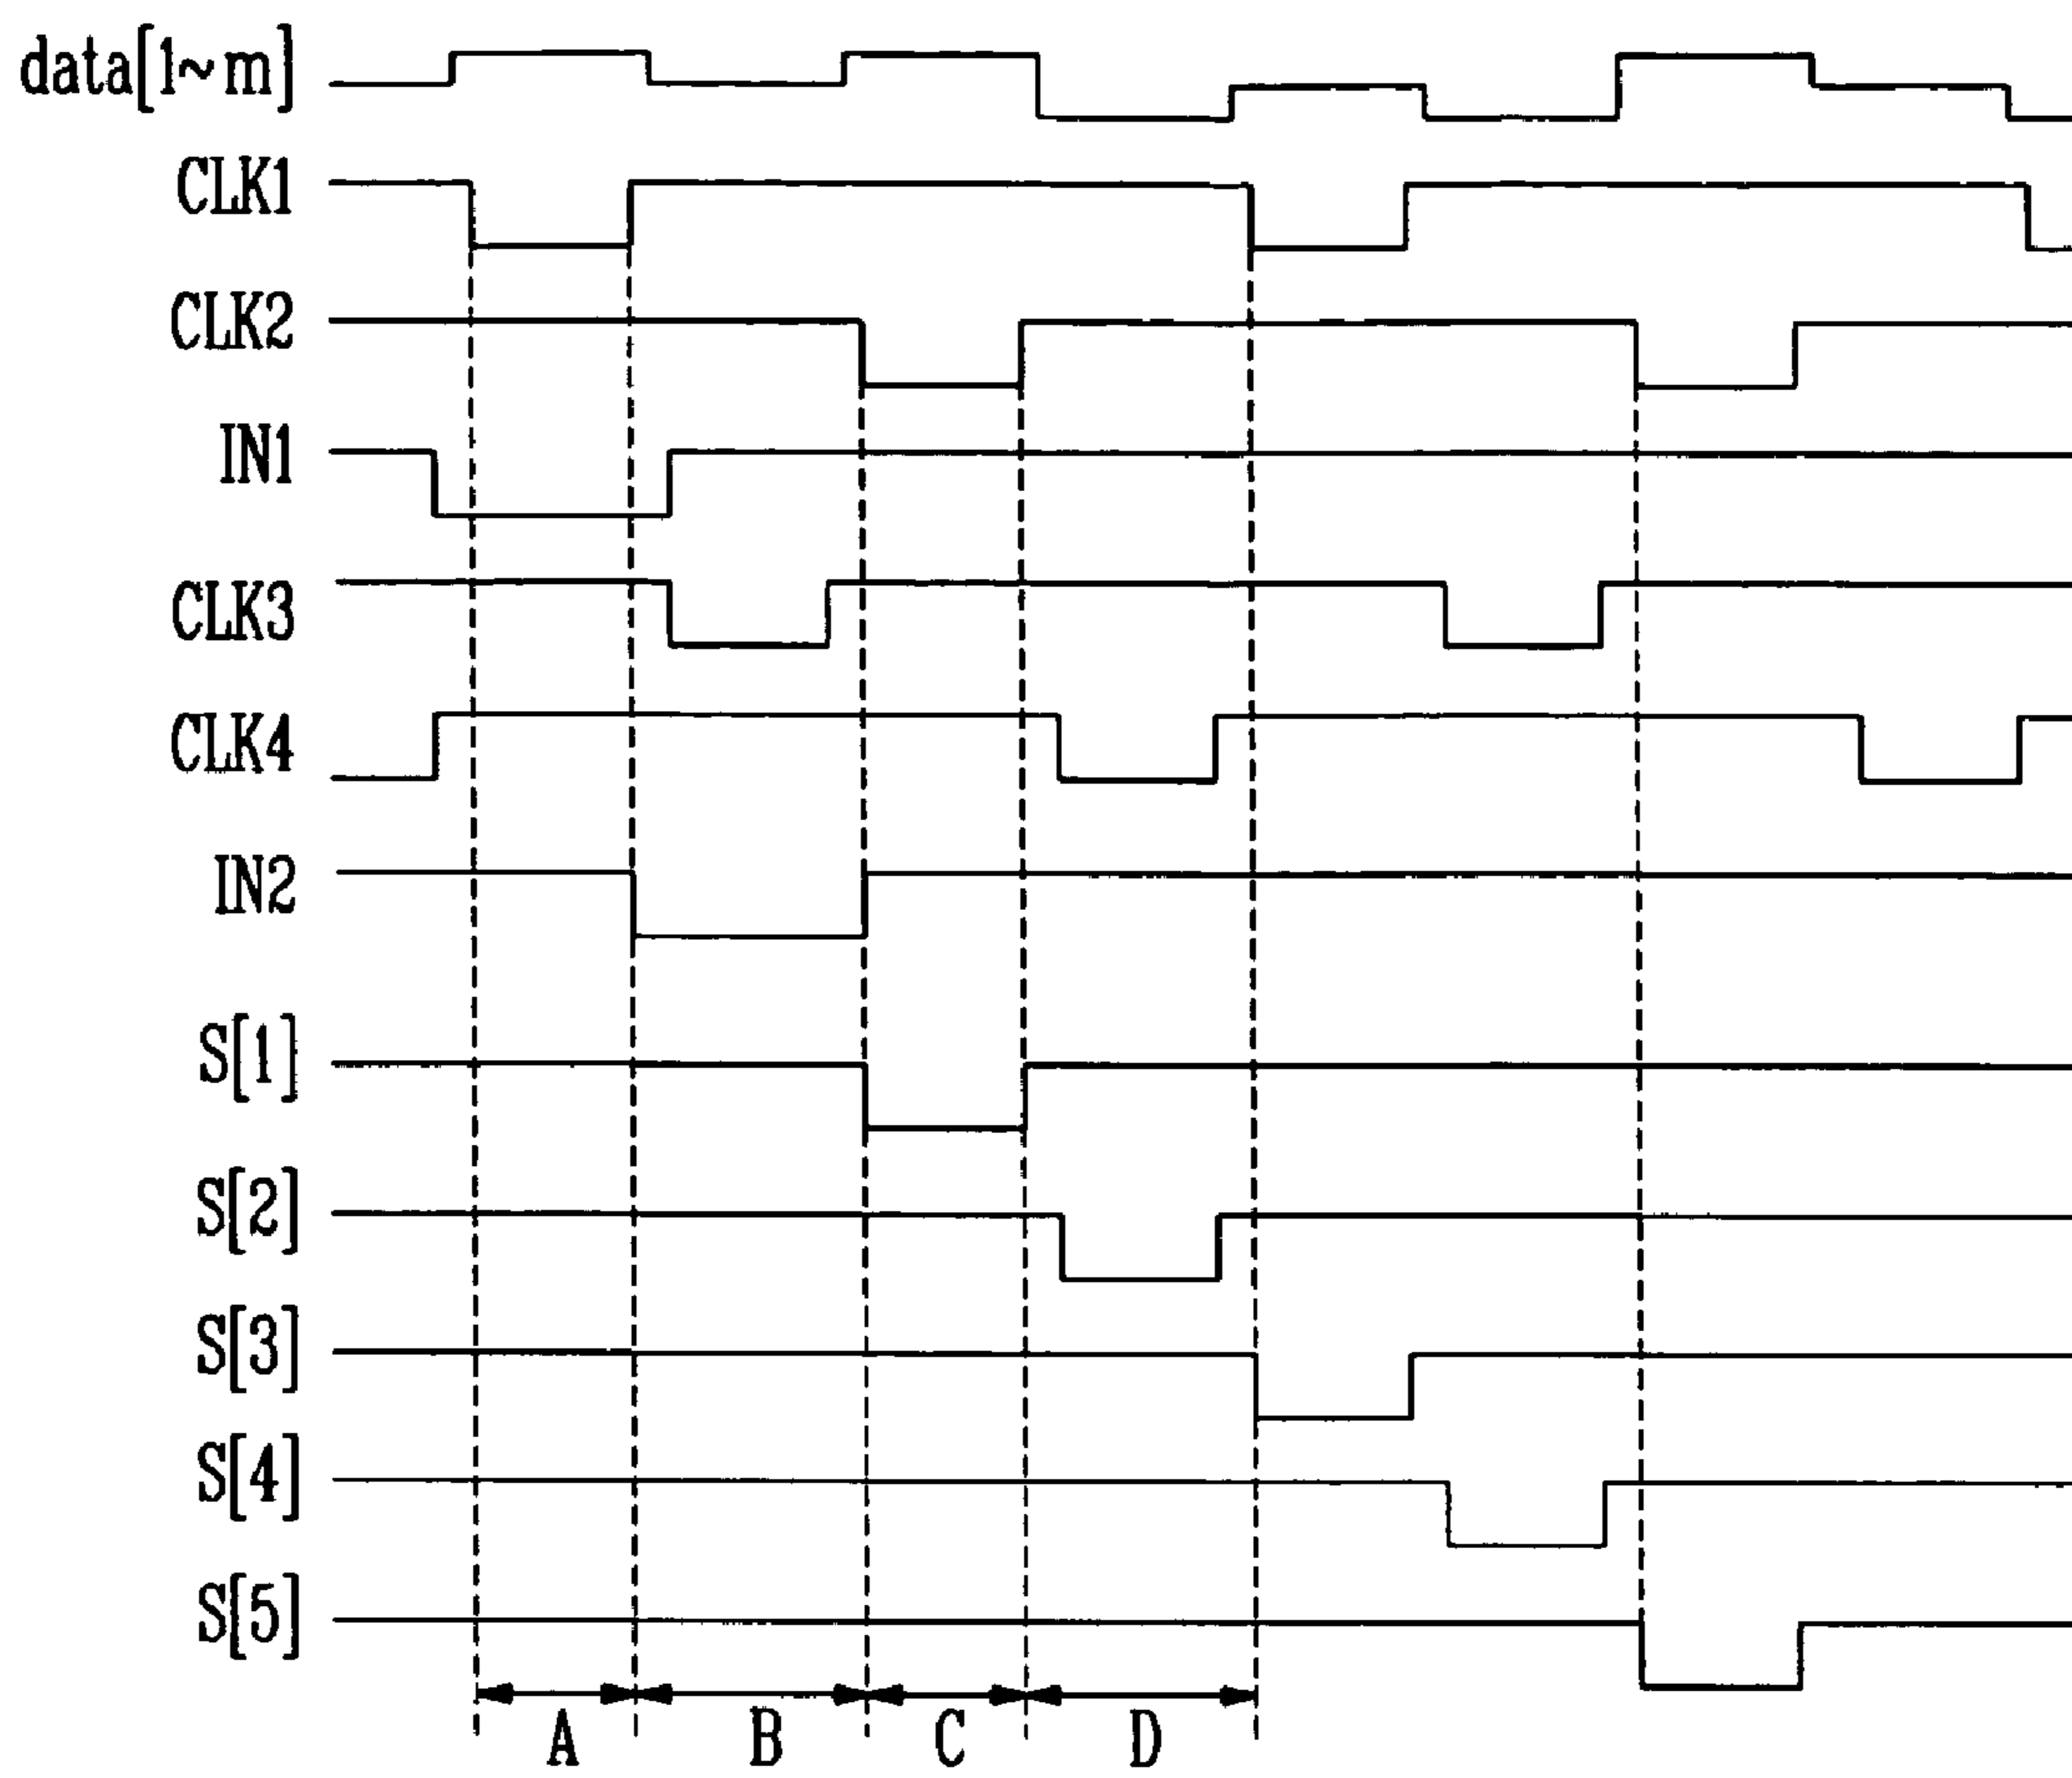 data[1~m]
CLK1
CLK2
IN1
CLK3
CLK4
IN2
S[1]
S[2]
S[3]
S[4]
S[5]
A B C D